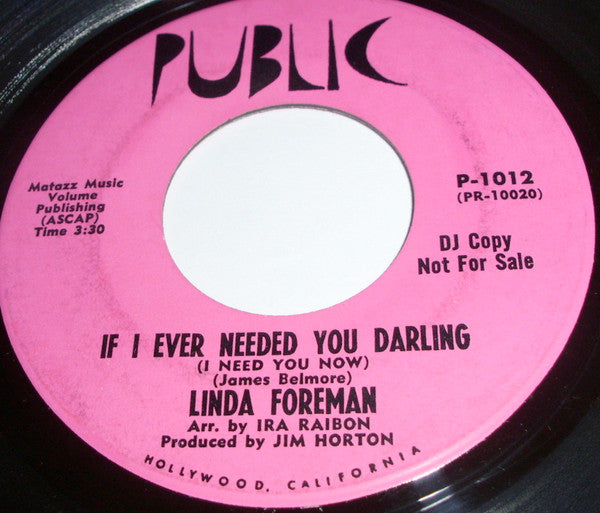 PUBLIC
Matazz Music
Volume
Publishing
(ASCAP)
Time 3:30
P-1012
(PR-10020)
DJ Copy
Not For Sale
IF I EVER NEEDED YOU DARLING
(I NEED YOU NOW)
(James Belmore)
LINDA FOREMAN
Arr. by IRA RAIBON
Produced by JIM HORTON
HOLLYWOOD, CALIFORNIA